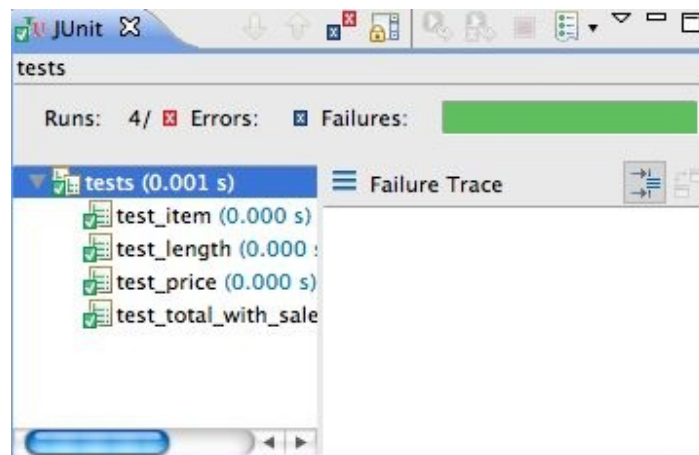 JUnit
tests
Runs: 4/ Errors: Failures:
tests (0.001 s)
Failure Trace
test_item (0.000 s)
test_length (0.000
test_price (0.000 s)
test_total_with_sale